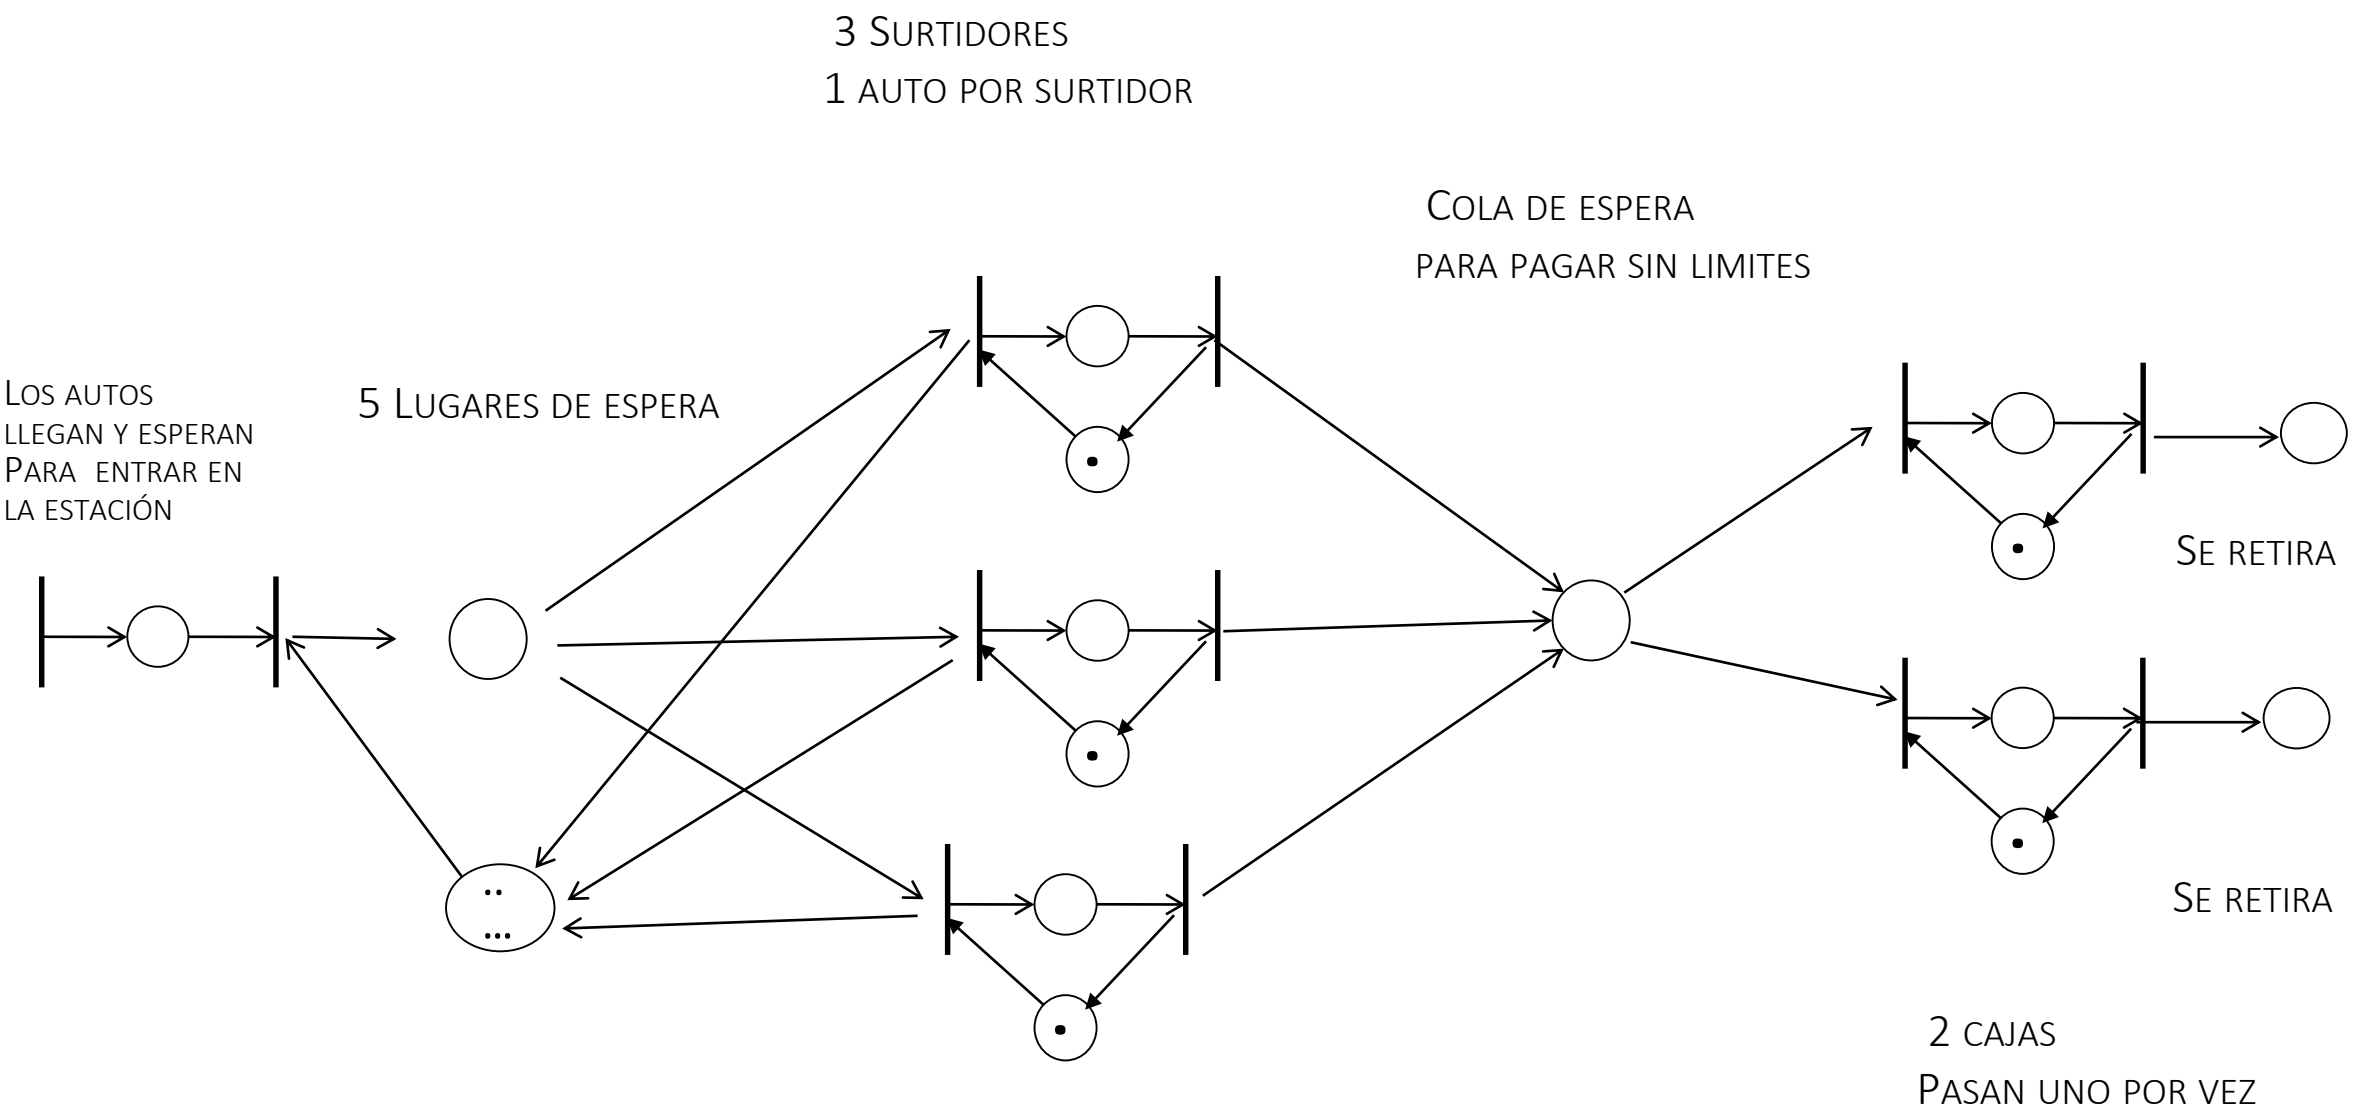 3 Surtidores
1 auto por surtidor
Cola de espera
para pagar sin limites
Los autos
llegan y esperan
Para entrar en
la estación
5 Lugares de espera
Se retira
Se retira
2 cajas
Pasan uno por vez